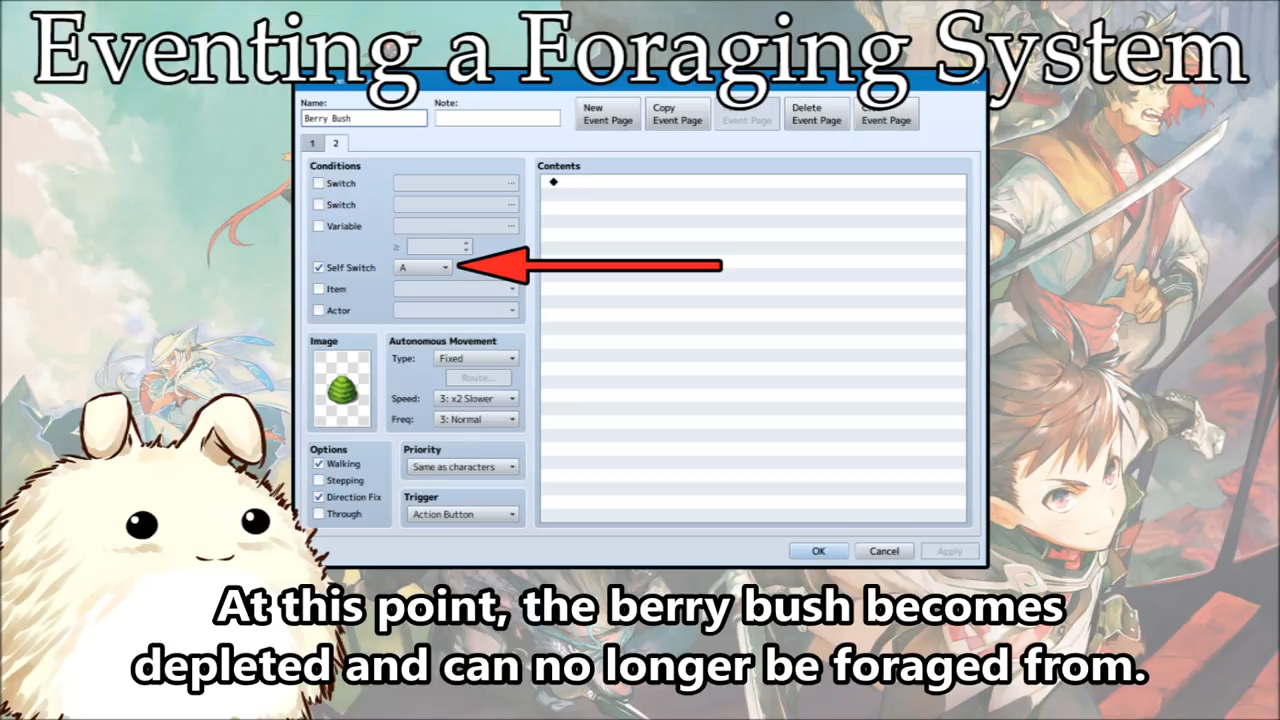 Eventing a Foraging System
Name:
Note:
Berry Bush
New
Event Page
Copy
Event Page
Event Page
Delete
Event Page
Event Page
1
2
Conditions
Switch
...
Switch
...
Variable
...
≥
Self Switch
A
Item
Actor
Contents
◆
Image
Autonomous Movement
Type:
Fixed
Route...
Speed:
3: x2 Slower
Freq:
3: Normal
Options
Walking
Stepping
Direction Fix
Through
Priority
Same as characters
Trigger
Action Button
OK
Cancel
Apply
At this point, the berry bush becomes
depleted and can no longer be foraged from.